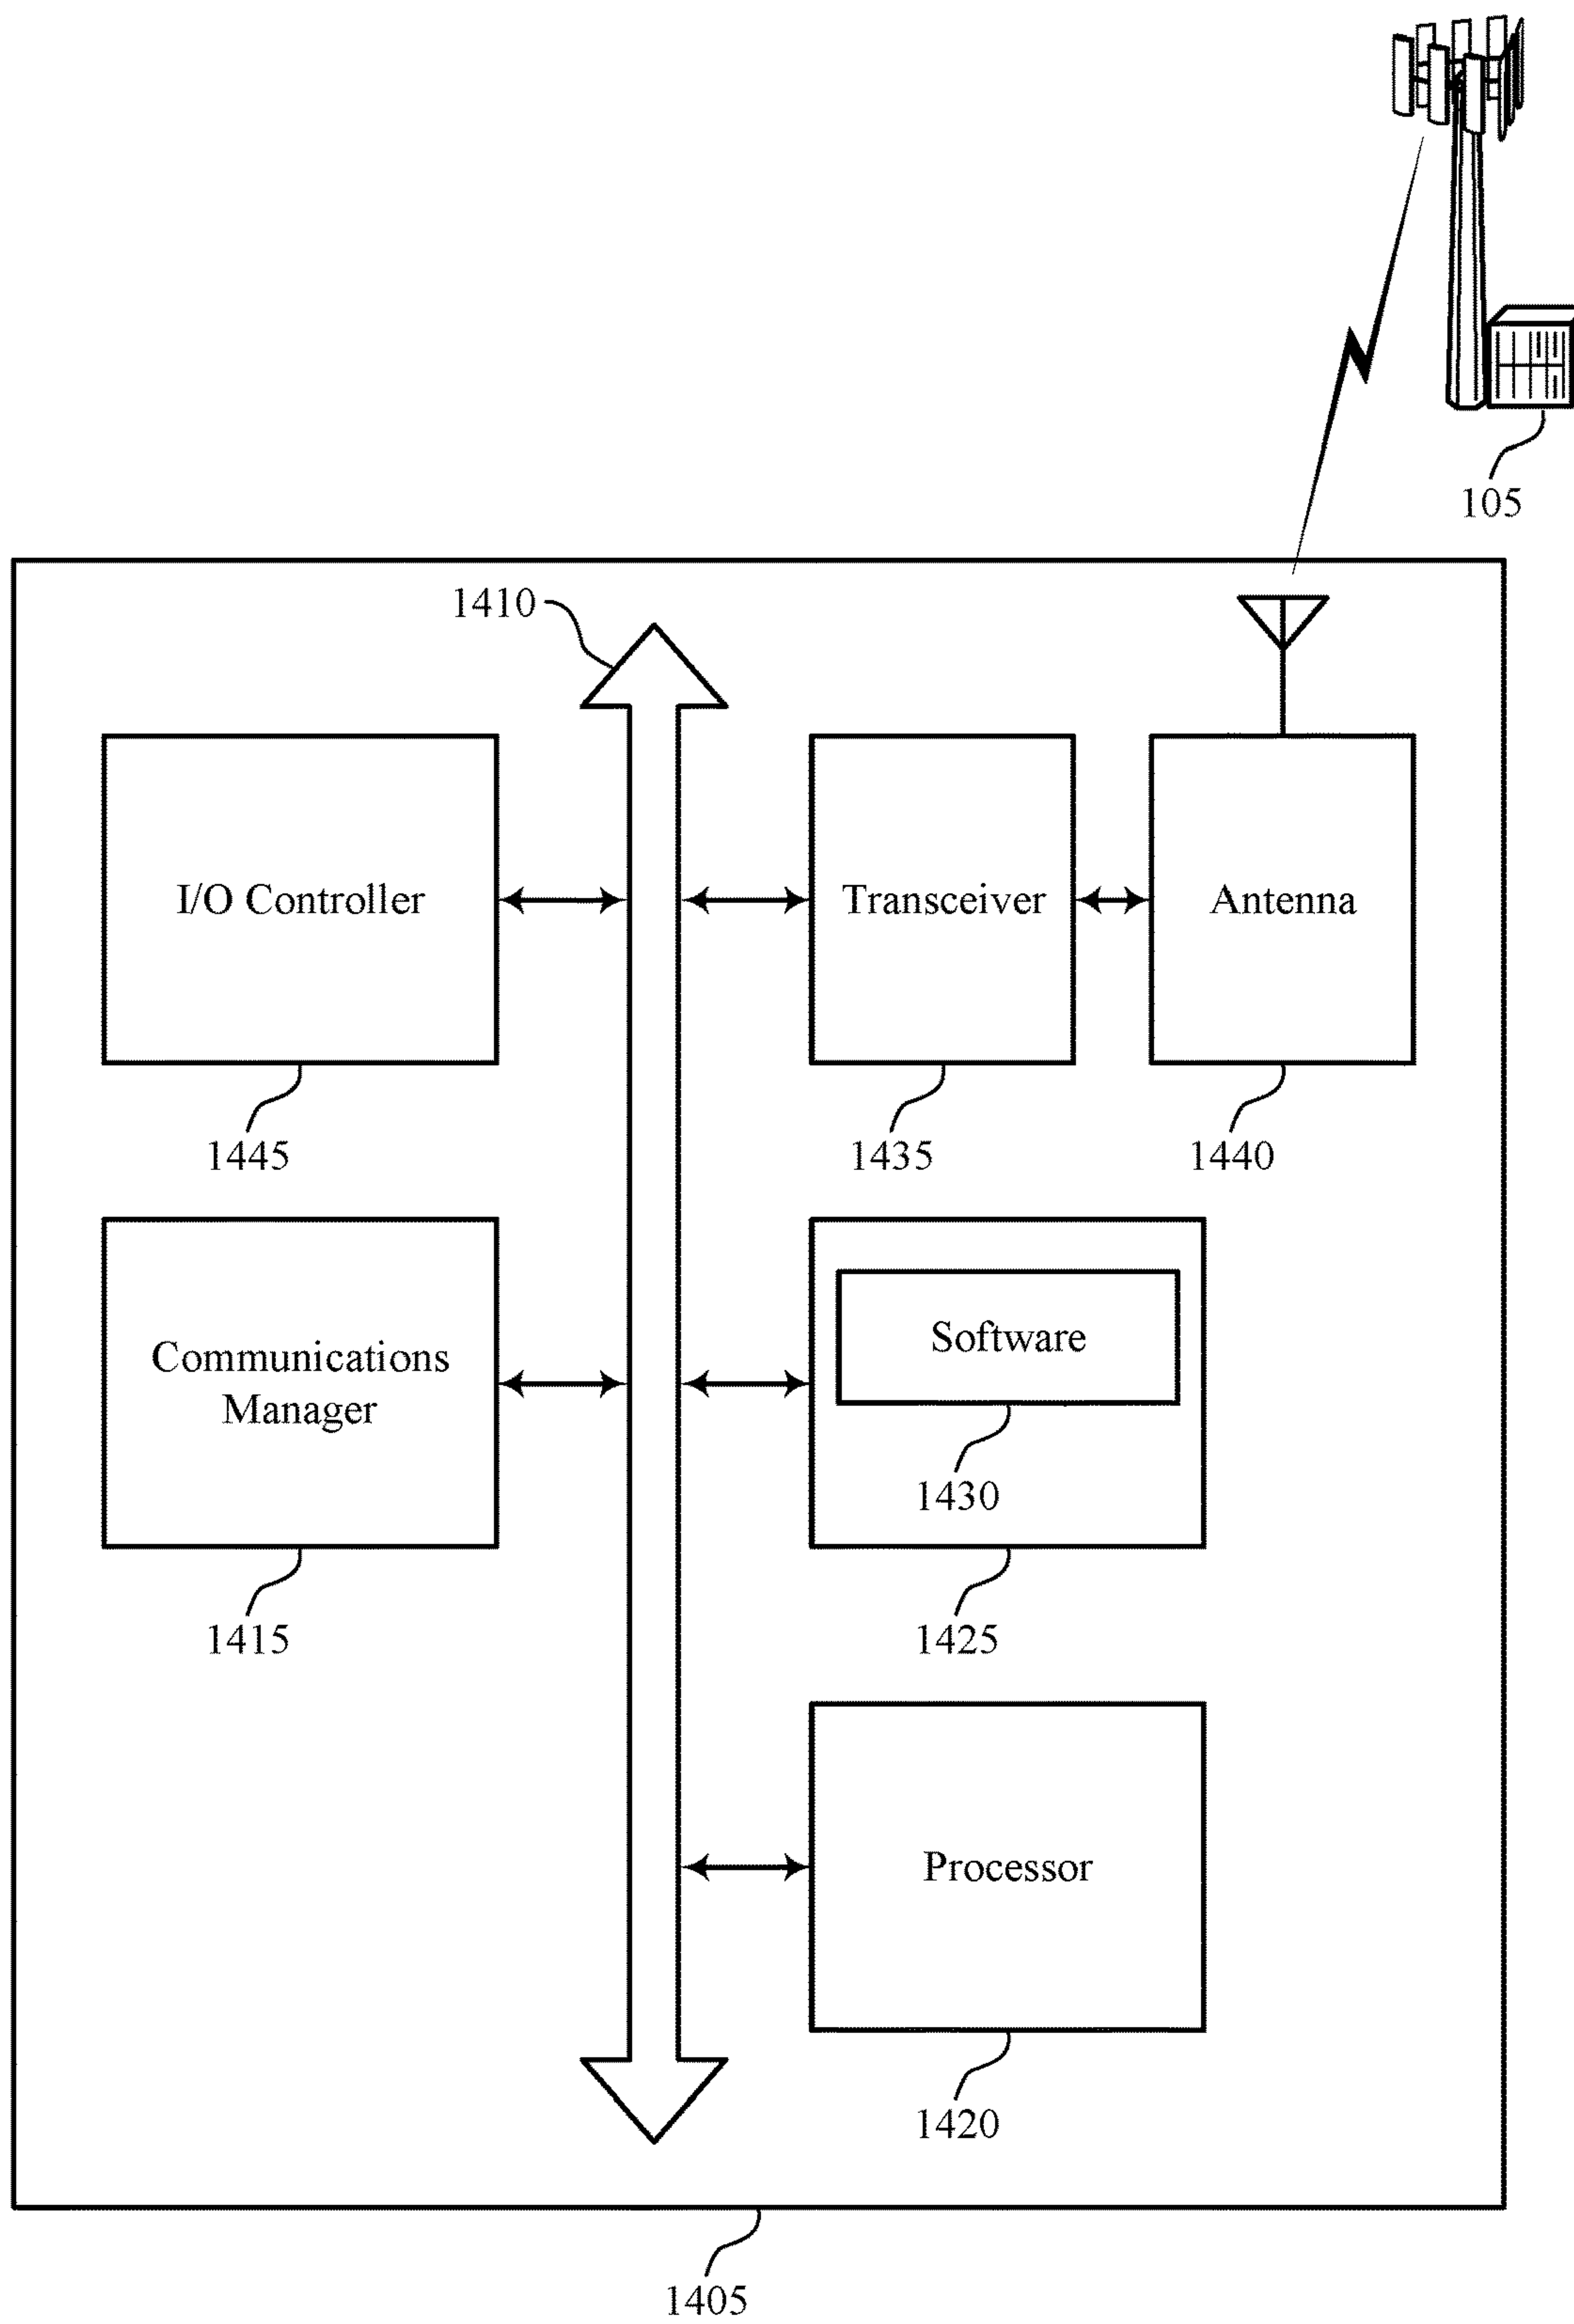 105
1410
I/O Controller
Transceiver
Antenna
1445
1435
1440
Communications
Manager
Software
1430
1415
1425
Processor
1420
1405